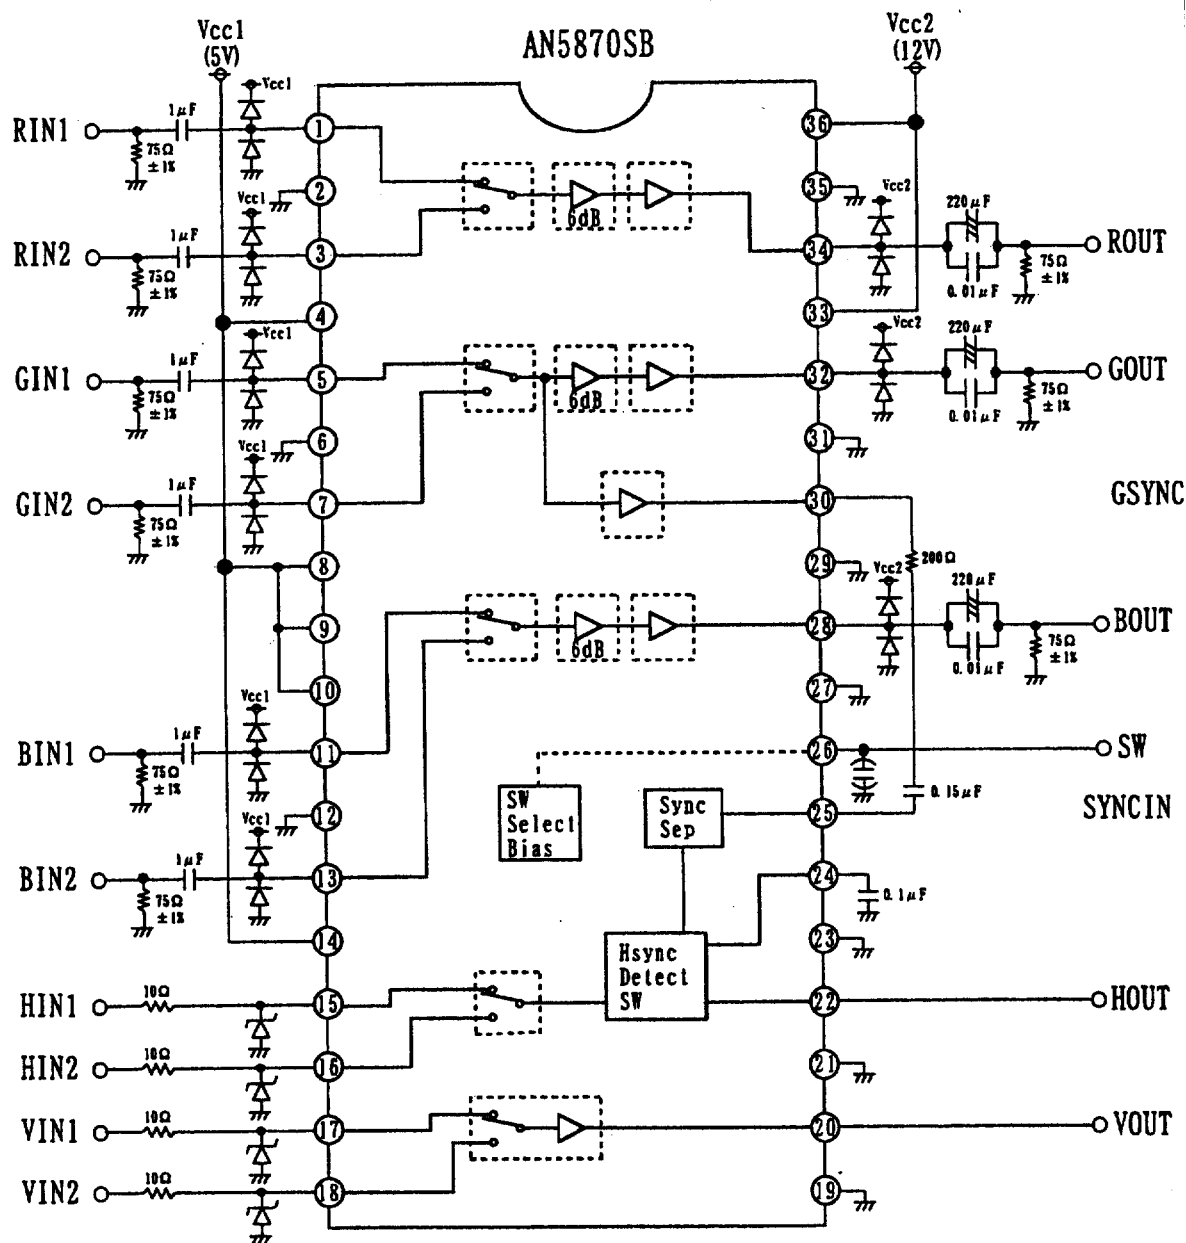 Vcc1
(5V)
AN5870SB
Vcc2
(12V)
RIN1
1μF
75Ω
±1%
Vcc1
1
36
2
35
6dB
RIN2
1μF
75Ω
±1%
Vcc1
3
34
Vcc2
220μF
0.01μF
75Ω
±1%
ROUT
4
33
GIN1
1μF
75Ω
±1%
Vcc1
5
6dB
32
Vcc2
220μF
0.01μF
75Ω
±1%
GOUT
6
31
GIN2
1μF
75Ω
±1%
Vcc1
7
30
GSYNC
200Ω
8
29
9
6dB
28
Vcc2
220μF
0.01μF
75Ω
±1%
BOUT
10
27
BIN1
1μF
75Ω
±1%
Vcc1
11
26
SW
SW
Select
Bias
Sync
Sep
25
0.15μF
SYNCIN
12
BIN2
1μF
75Ω
±1%
Vcc1
13
24
0.1μF
14
23
Hsync
Detect
SW
HIN1
10Ω
15
22
HOUT
HIN2
10Ω
16
21
VIN1
10Ω
17
20
VOUT
VIN2
10Ω
18
19